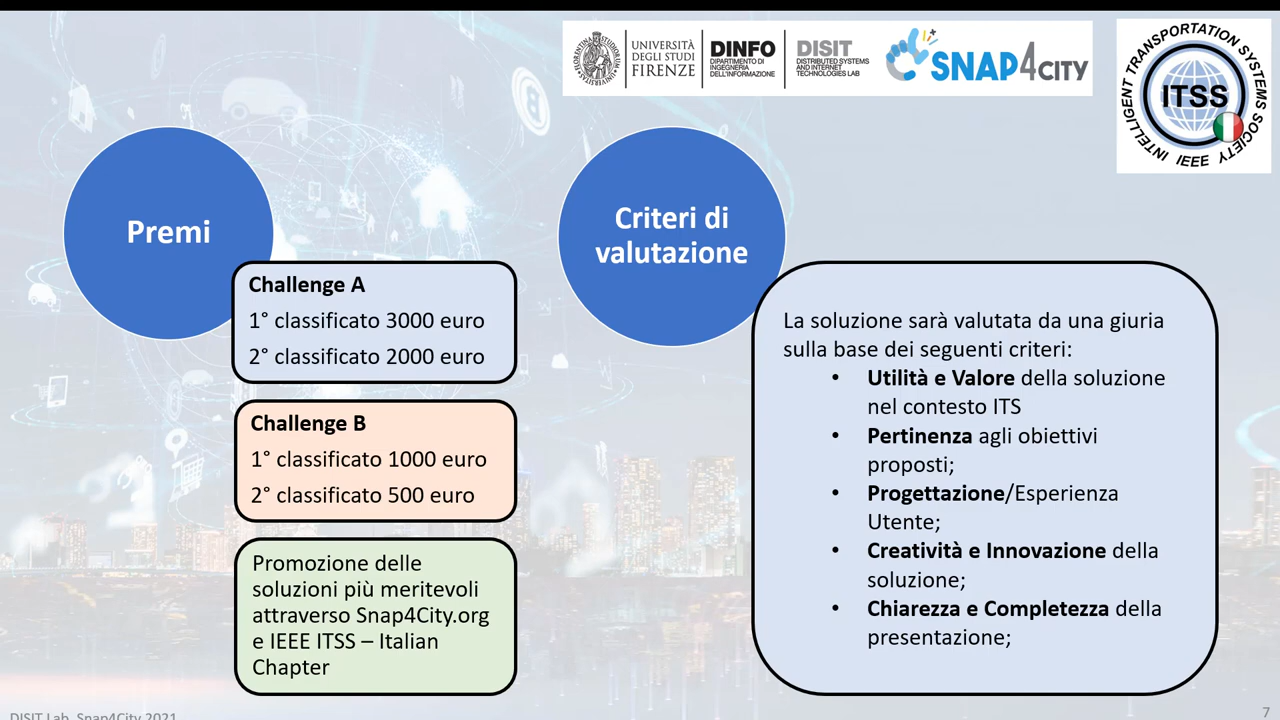 UNIVERSITÀ
DEGLI STUDI
FIRENZE
DINFO
DIPARTIMENTO DI
INGEGNERIA
DELL'INFORMAZIONE
DISIT
DISTRIBUTED SYSTEMS
AND INTERNET
TECHNOLOGIES LAB
SNAP4CITY
INTELLIGENT TRANSPORTATION SYSTEMS SOCIETY
ITSS
IEEE
Premi
Challenge A
1° classificato 3000 euro
2° classificato 2000 euro
Challenge B
1° classificato 1000 euro
2° classificato 500 euro
Promozione delle
soluzioni più meritevoli
attraverso Snap4City.org
e IEEE ITSS – Italian
Chapter
Criteri di
valutazione
La soluzione sarà valutata da una giuria
sulla base dei seguenti criteri:
• Utilità e Valore della soluzione
nel contesto ITS
• Pertinenza agli obiettivi
proposti;
• Progettazione/Esperienza
Utente;
• Creatività e Innovazione della
soluzione;
• Chiarezza e Completezza della
presentazione;
DISIT Lab, Snap4City 2021
7